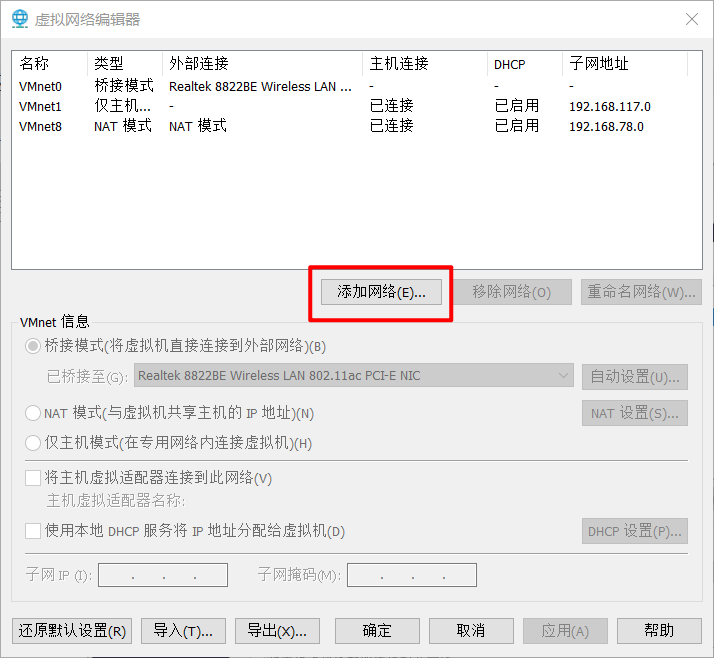 虚拟网络编辑器
名称 类型 外部连接 主机连接 DHCP 子网地址
VMnet0 桥接模式 Realtek 8822BE Wireless LAN ... - - -
VMnet1 仅主机... - 已连接 已启用 192.168.117.0
VMnet8 NAT 模式 NAT 模式 已连接 已启用 192.168.78.0
添加网络(E)... 移除网络(O) 重命名网络(W)...
VMnet 信息
桥接模式(将虚拟机直接连接到外部网络)(B)
已桥接至(G): Realtek 8822BE Wireless LAN 802.11ac PCI-E NIC 自动设置(U)...
NAT 模式(与虚拟机共享主机的 IP 地址)(N) NAT 设置(S)...
仅主机模式(在专用网络内连接虚拟机)(H)
将主机虚拟适配器连接到此网络(V)
主机虚拟适配器名称:
使用本地 DHCP 服务将 IP 地址分配给虚拟机(D) DHCP 设置(P)...
子网 IP (I): . . . 子网掩码(M): . . .
还原默认设置(R) 导入(T)... 导出(X)... 确定 取消 应用(A) 帮助